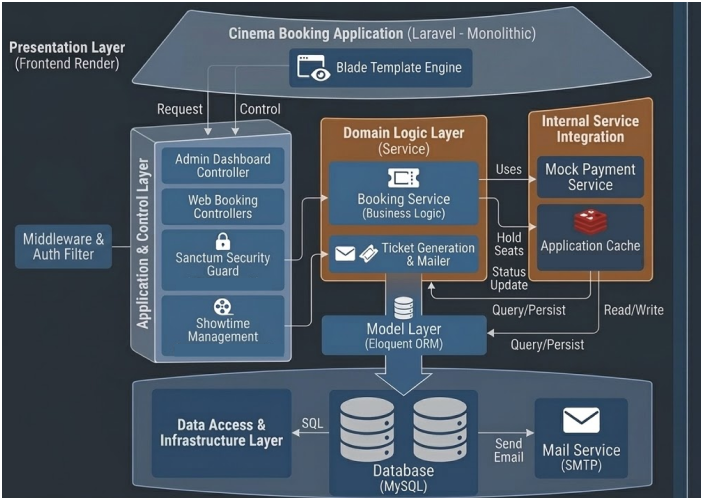 Cinema Booking Application (Laravel - Monolithic)
Presentation Layer
(Frontend Render)
Blade Template Engine
Request
Control
Application & Control Layer
Admin Dashboard
Controller
Web Booking
Controllers
Sanctum Security
Guard
Showtime
Management
Middleware &
Auth Filter
Domain Logic Layer
(Service)
Booking Service
(Business Logic)
Ticket Generation
& Mailer
Uses
Hold
Seats
Status
Update
Internal Service
Integration
Mock Payment
Service
Application Cache
Query/Persist
Read/Write
Query/Persist
Model Layer
(Eloquent ORM)
Data Access &
Infrastructure Layer
SQL
Database
(MySQL)
Send
Email
Mail Service
(SMTP)